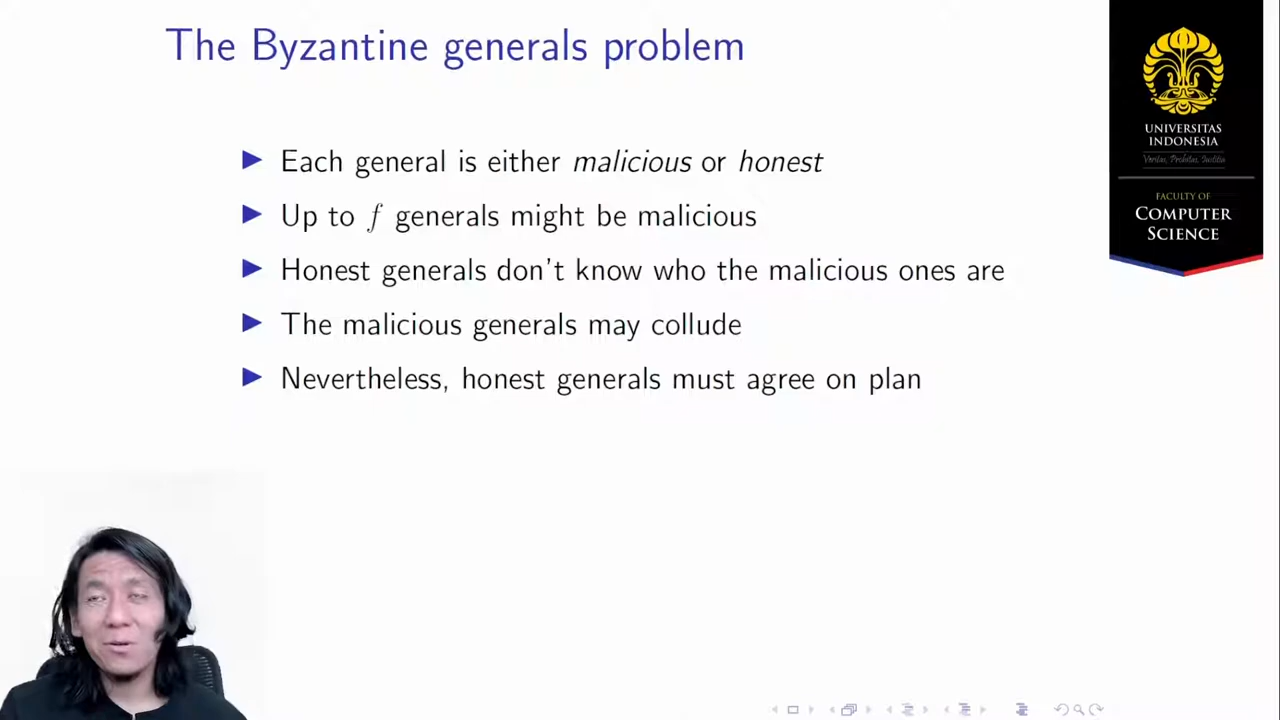 The Byzantine generals problem
Each general is either malicious or honest
Up to f generals might be malicious
Honest generals don't know who the malicious ones are
The malicious generals may collude
Nevertheless, honest generals must agree on plan
UNIVERSITAS
INDONESIA
Veritas, Probitas, Iustitia
FACULTY OF
COMPUTER
SCIENCE